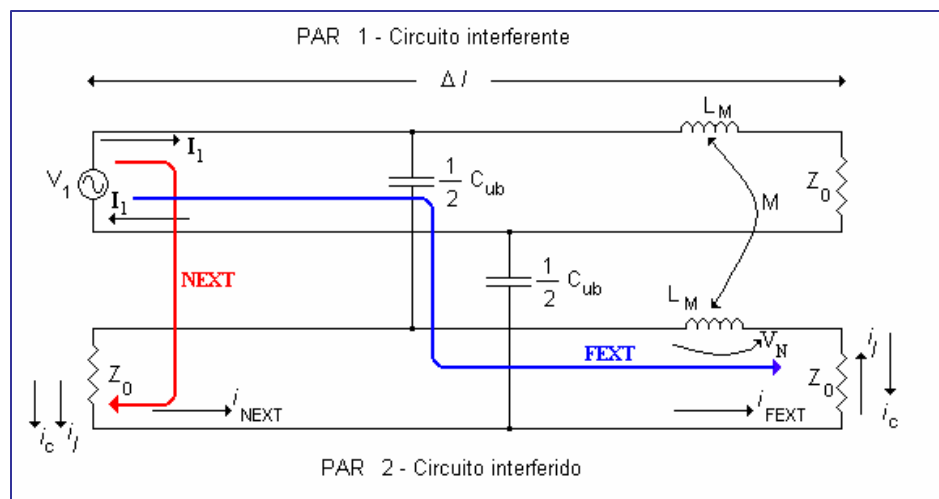 PAR 1 - Circuito interferente
Δ l
L_M
I_1
V_1
1/2 C_ub
Z_0
I_1
M
NEXT
1/2 C_ub
L_M
V_N
FEXT
i_l
Z_0
Z_0
i_NEXT
i_FEXT
i_c
i_c i_l
PAR 2 - Circuito interferido